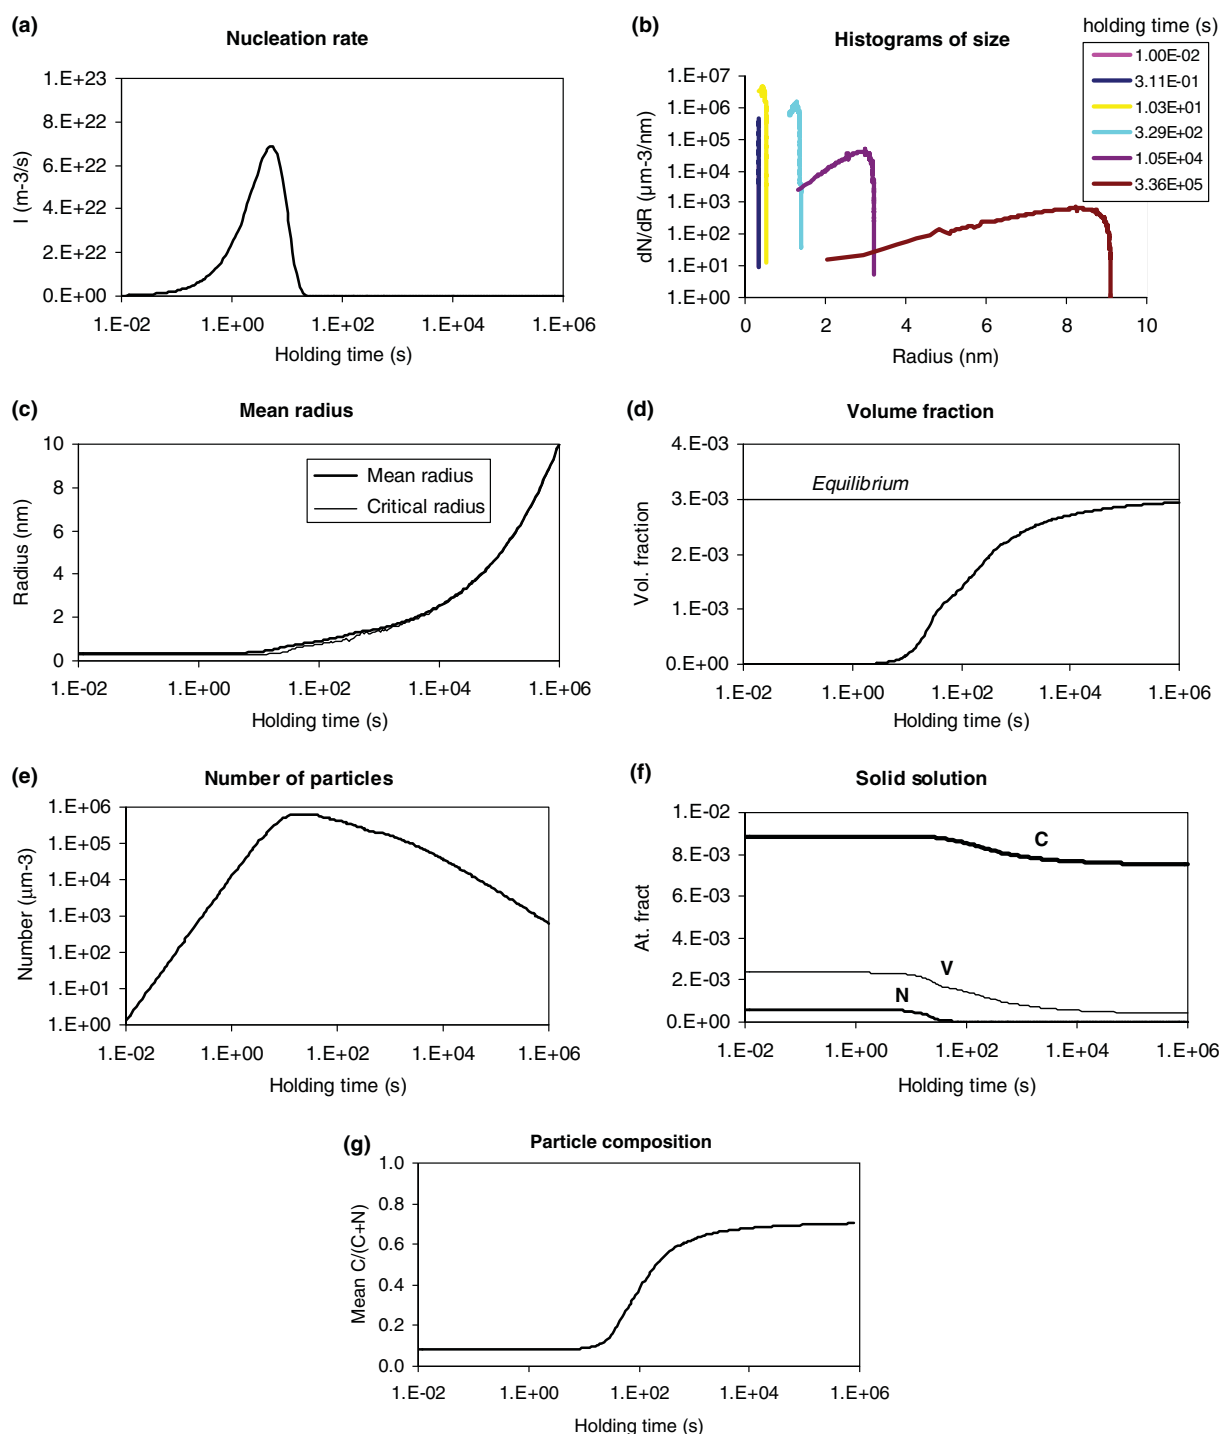 (a)
Nucleation rate
I (m-3/s)
1.E+23
8.E+22
6.E+22
4.E+22
2.E+22
0.E+00
1.E-02 1.E+00 1.E+02 1.E+04 1.E+06
Holding time (s)
(b)
Histograms of size
holding time (s)
1.00E-02
3.11E-01
1.03E+01
3.29E+02
1.05E+04
3.36E+05
dN/dR (µm-3/nm)
1.E+07
1.E+06
1.E+05
1.E+04
1.E+03
1.E+02
1.E+01
1.E+00
0 2 4 6 8 10
Radius (nm)
(c)
Mean radius
Radius (nm)
10
8
6
4
2
0
Mean radius
Critical radius
1.E-02 1.E+00 1.E+02 1.E+04 1.E+06
Holding time (s)
(d)
Volume fraction
Vol. fraction
4.E-03
3.E-03
2.E-03
1.E-03
0.E+00
Equilibrium
1.E-02 1.E+00 1.E+02 1.E+04 1.E+06
Holding time (s)
(e)
Number of particles
Number (µm-3)
1.E+06
1.E+05
1.E+04
1.E+03
1.E+02
1.E+01
1.E+00
1.E-02 1.E+00 1.E+02 1.E+04 1.E+06
Holding time (s)
(f)
Solid solution
At. fract
1.E-02
8.E-03
6.E-03
4.E-03
2.E-03
0.E+00
C
V
N
1.E-02 1.E+00 1.E+02 1.E+04 1.E+06
Holding time (s)
(g)
Particle composition
Mean C/(C+N)
1.0
0.8
0.6
0.4
0.2
0.0
1.E-02 1.E+00 1.E+02 1.E+04 1.E+06
Holding time (s)